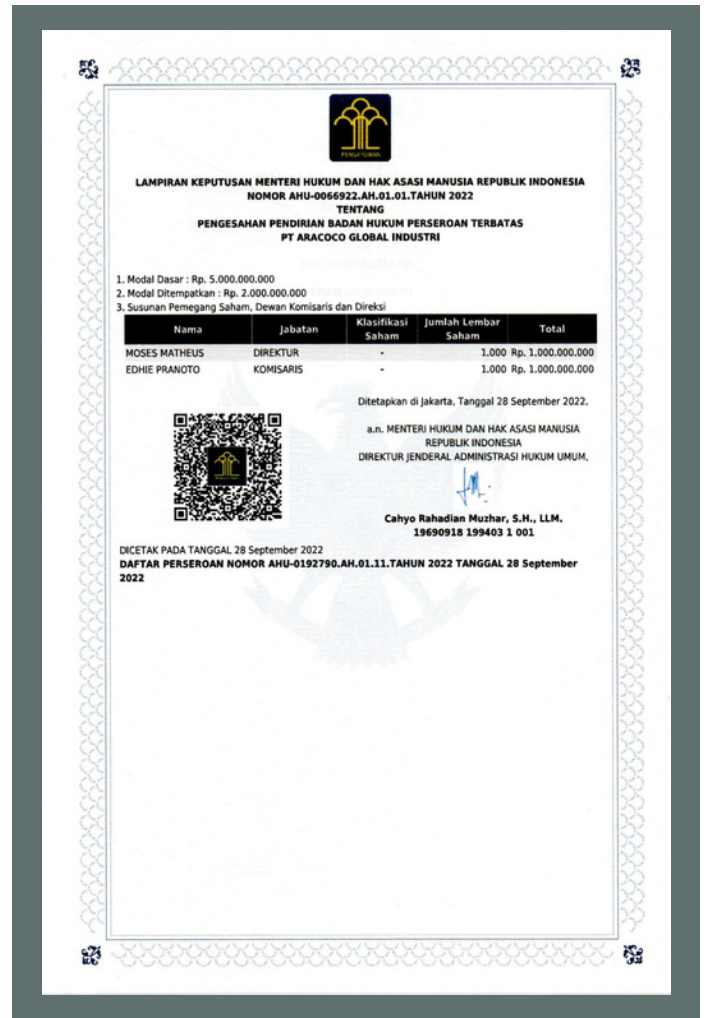 PENGAYOMAN
LAMPIRAN KEPUTUSAN MENTERI HUKUM DAN HAK ASASI MANUSIA REPUBLIK INDONESIA
NOMOR AHU-0066922.AH.01.01.TAHUN 2022
TENTANG
PENGESAHAN PENDIRIAN BADAN HUKUM PERSEROAN TERBATAS
PT ARACOCO GLOBAL INDUSTRI
1. Modal Dasar : Rp. 5.000.000.000
2. Modal Ditempatkan : Rp. 2.000.000.000
3. Susunan Pemegang Saham, Dewan Komisaris dan Direksi
Nama Jabatan Klasifikasi Saham Jumlah Lembar Saham Total
MOSES MATHEUS DIREKTUR - 1.000 Rp. 1.000.000.000
EDHIE PRANOTO KOMISARIS - 1.000 Rp. 1.000.000.000
Ditetapkan di Jakarta, Tanggal 28 September 2022.
a.n. MENTERI HUKUM DAN HAK ASASI MANUSIA
REPUBLIK INDONESIA
DIREKTUR JENDERAL ADMINISTRASI HUKUM UMUM,
Cahyo Rahadian Muzhar, S.H., LLM.
19690918 199403 1 001
DICETAK PADA TANGGAL 28 September 2022
DAFTAR PERSEROAN NOMOR AHU-0192790.AH.01.11.TAHUN 2022 TANGGAL 28 September
2022